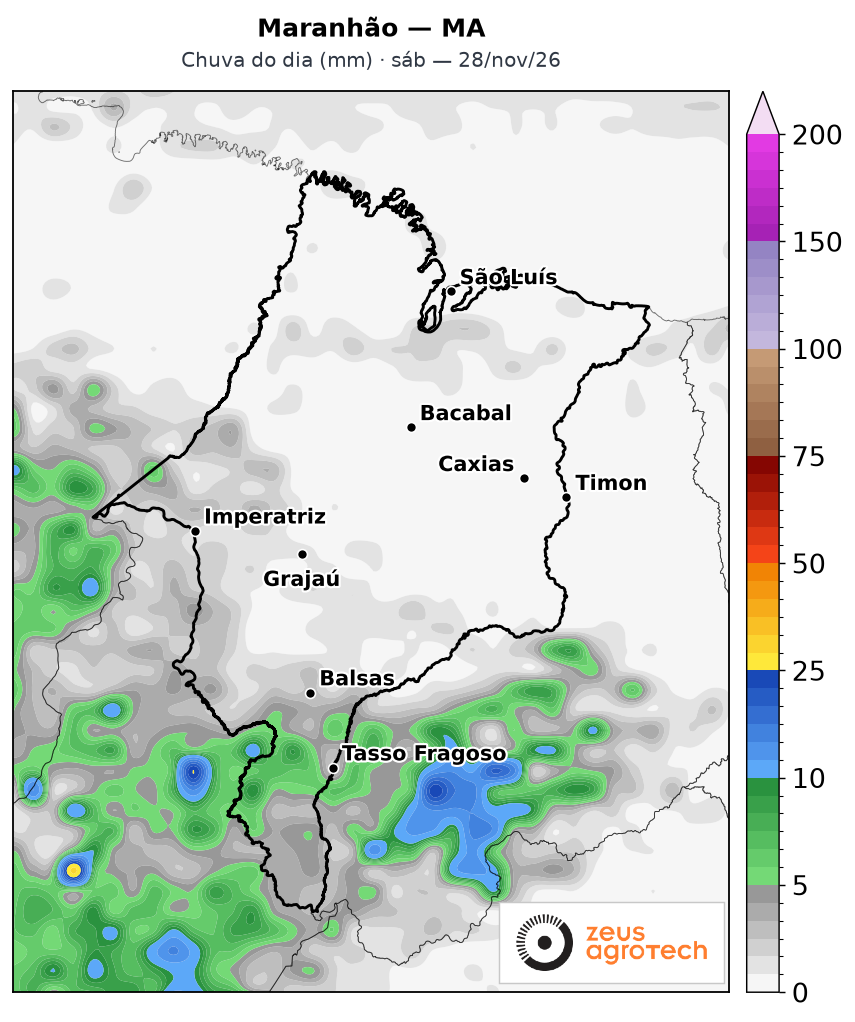 Maranhão — MA
Chuva do dia (mm) · sáb — 28/nov/26
São Luís
Bacabal
Caxias
Timon
Imperatriz
Grajaú
Balsas
Tasso Fragoso
200
150
100
75
50
25
10
5
0
zeus
agrotech